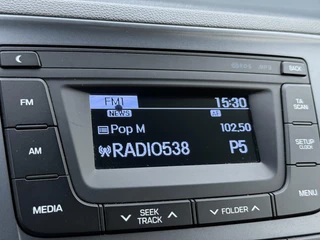 BACK
FM1 15:30
NEWS AF
Pop M 102.50
RADIO538 P5
FM
AM
MEDIA
TA
SCAN
SETUP
CLOCK
MENU
SEEK
TRACK
FOLDER